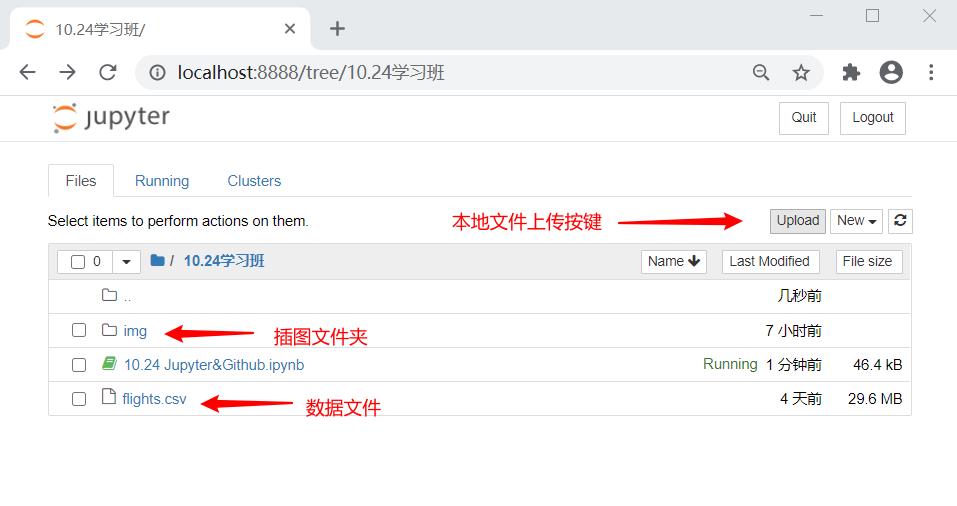 10.24学习班/
localhost:8888/tree/10.24学习班
jupyter
Quit
Logout
Files
Running
Clusters
Select items to perform actions on them.
本地文件上传按键
Upload
New
0
/
10.24学习班
Name
Last Modified
File size
..
几秒前
img
插图文件夹
7 小时前
10.24 Jupyter&Github.ipynb
Running
1 分钟前
46.4 kB
flights.csv
数据文件
4 天前
29.6 MB